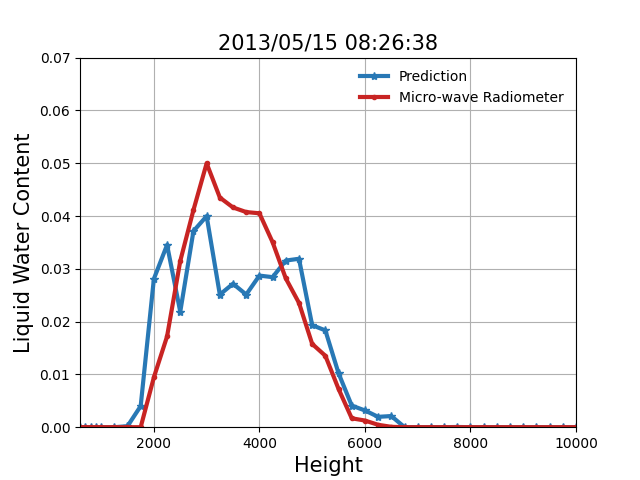 2013/05/15 08:26:38
Prediction
Micro-wave Radiometer
Liquid Water Content
0.07
0.06
0.05
0.04
0.03
0.02
0.01
0.00
2000 4000 6000 8000 10000
Height